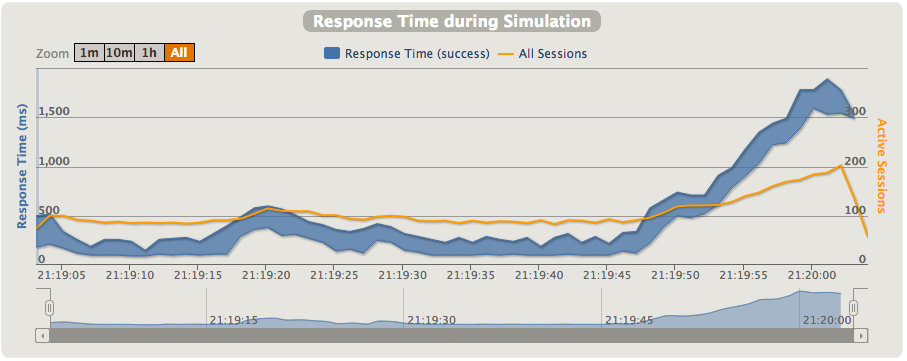 Response Time during Simulation
Zoom 1m 10m 1h All
Response Time (success) All Sessions
Response Time (ms)
1,500
1,000
500
0
300
200
100
0
Active Sessions
21:19:05 21:19:10 21:19:15 21:19:20 21:19:25 21:19:30 21:19:35 21:19:40 21:19:45 21:19:50 21:19:55 21:20:00
21:19:15 21:19:30 21:19:45 21:20:00